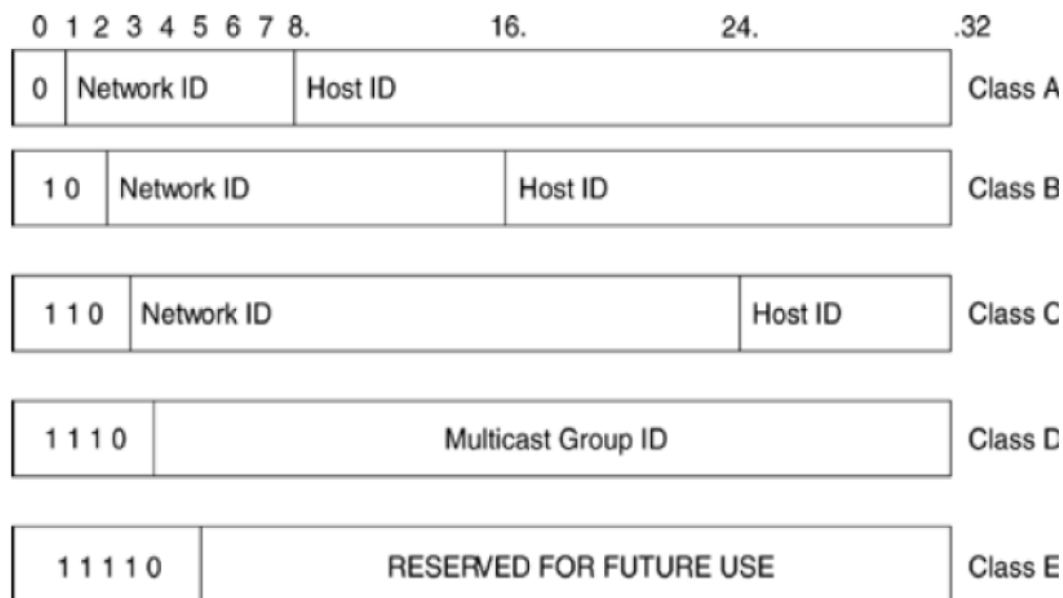 0 1 2 3 4 5 6 7 8. 16. 24. .32
0 Network ID Host ID Class A
1 0 Network ID Host ID Class B
1 1 0 Network ID Host ID Class C
1 1 1 0 Multicast Group ID Class D
1 1 1 1 0 RESERVED FOR FUTURE USE Class E